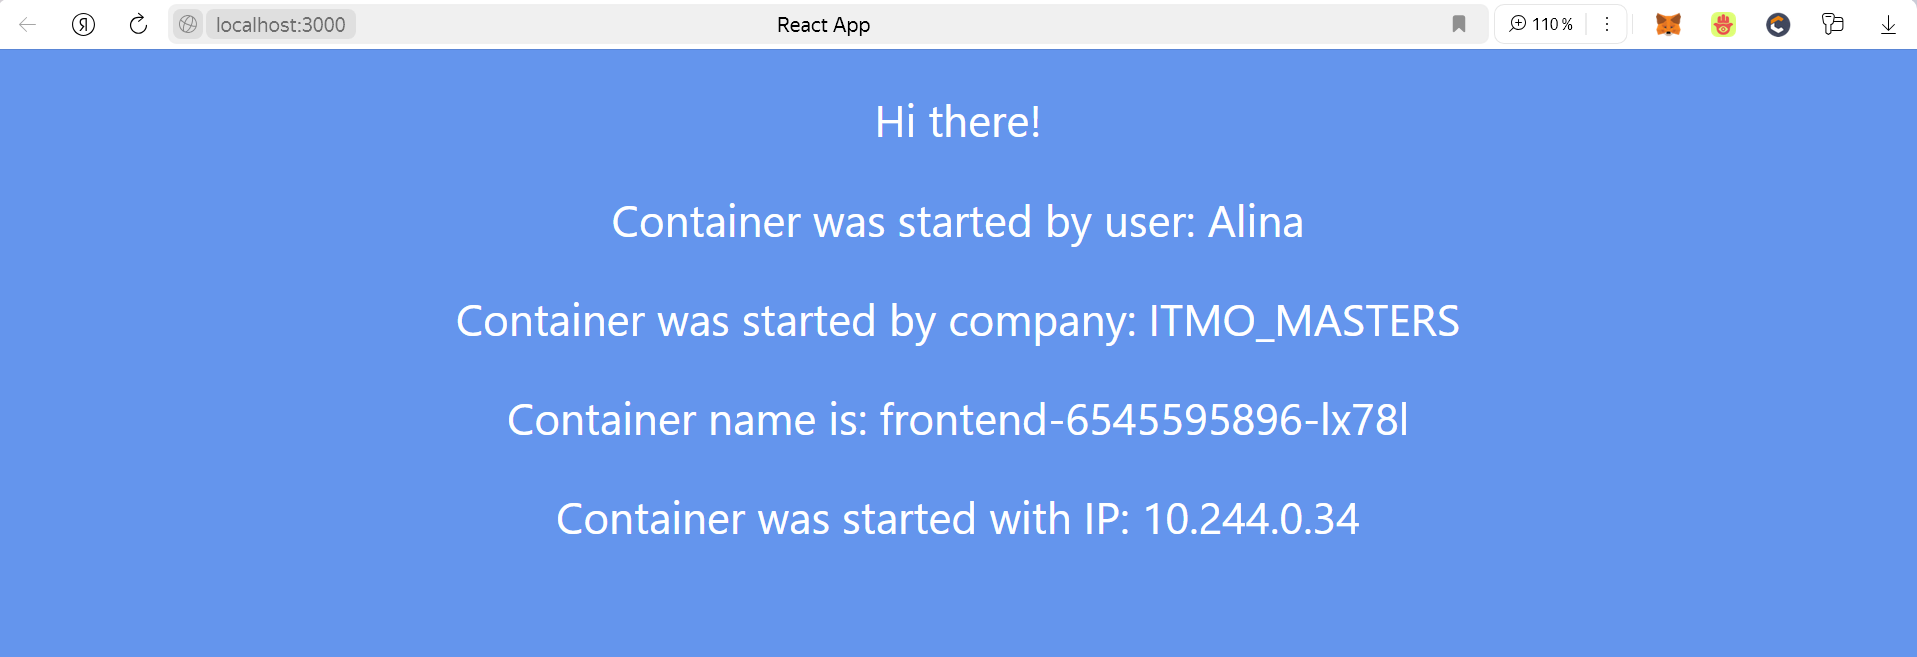 Я localhost:3000 React App 110 %
Hi there!
Container was started by user: Alina
Container was started by company: ITMO_MASTERS
Container name is: frontend-6545595896-lx78l
Container was started with IP: 10.244.0.34